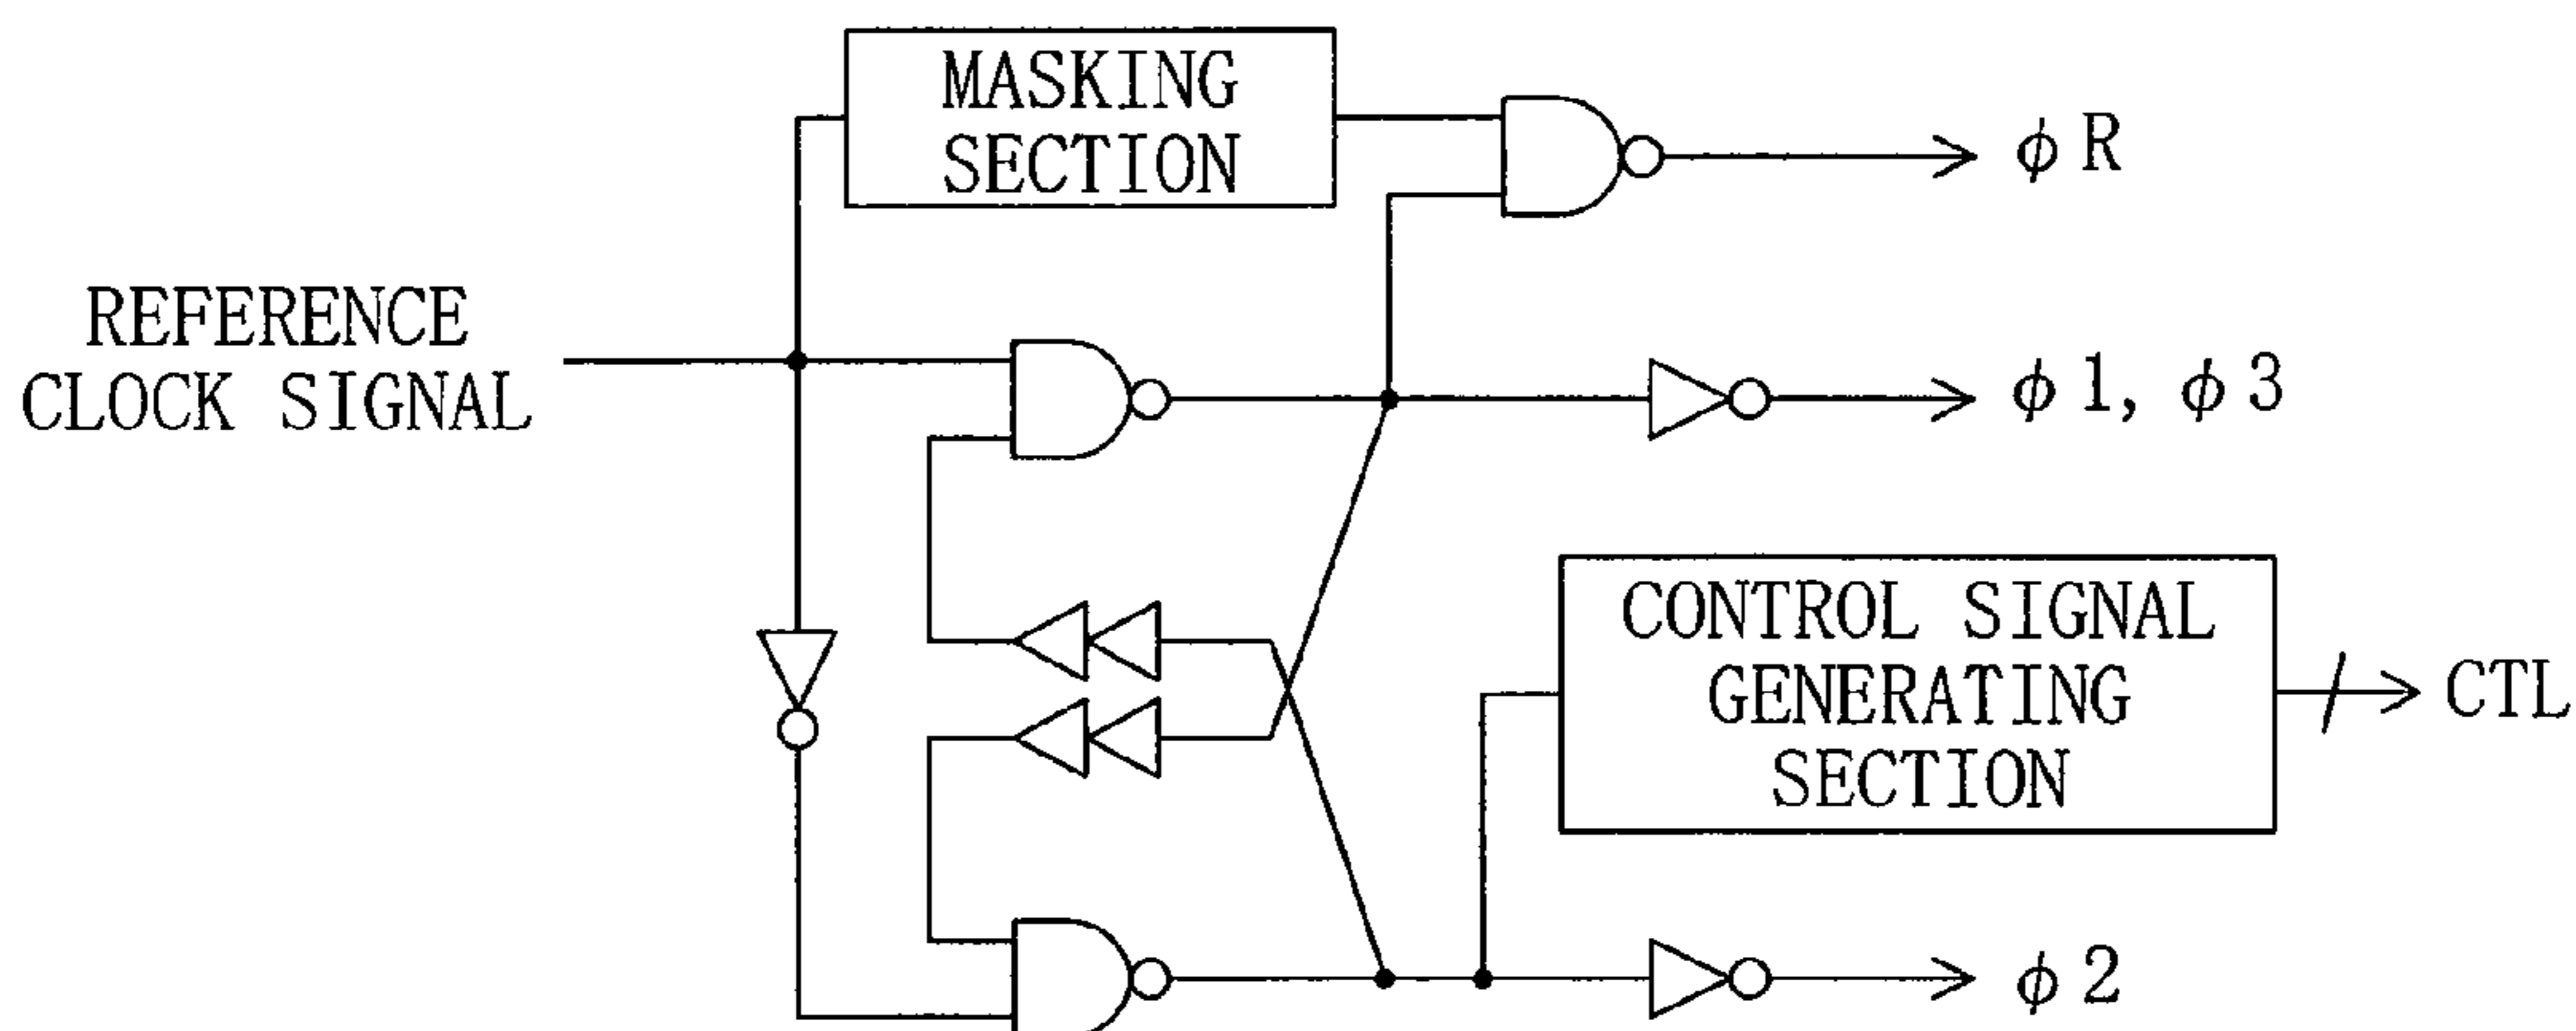 MASKING
SECTION
φR
REFERENCE
CLOCK SIGNAL
φ1, φ3
CONTROL SIGNAL
GENERATING
SECTION
CTL
φ2